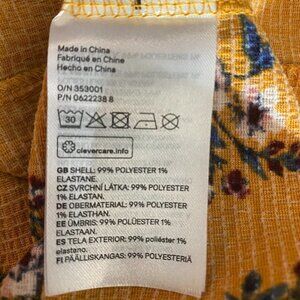 Made in China
Fabriqué en Chine
Hecho en China
O/N 353001
P/N 0622238 8
30
clevercare.info
GB SHELL: 99% POLYESTER 1%
ELASTANE.
CZ SVRCHNÍ LÁTKA: 99% POLYESTER
1% ELASTAN.
DE OBERMATERIAL: 99% POLYESTER
1% ELASTHAN.
EE ÜMBRIS: 99% POLÜESTER 1%
ELASTAAN.
ES TELA EXTERIOR: 99% poliéster 1%
elastano.
FI PÄÄLLISKANGAS: 99% POLYESTERIÄ